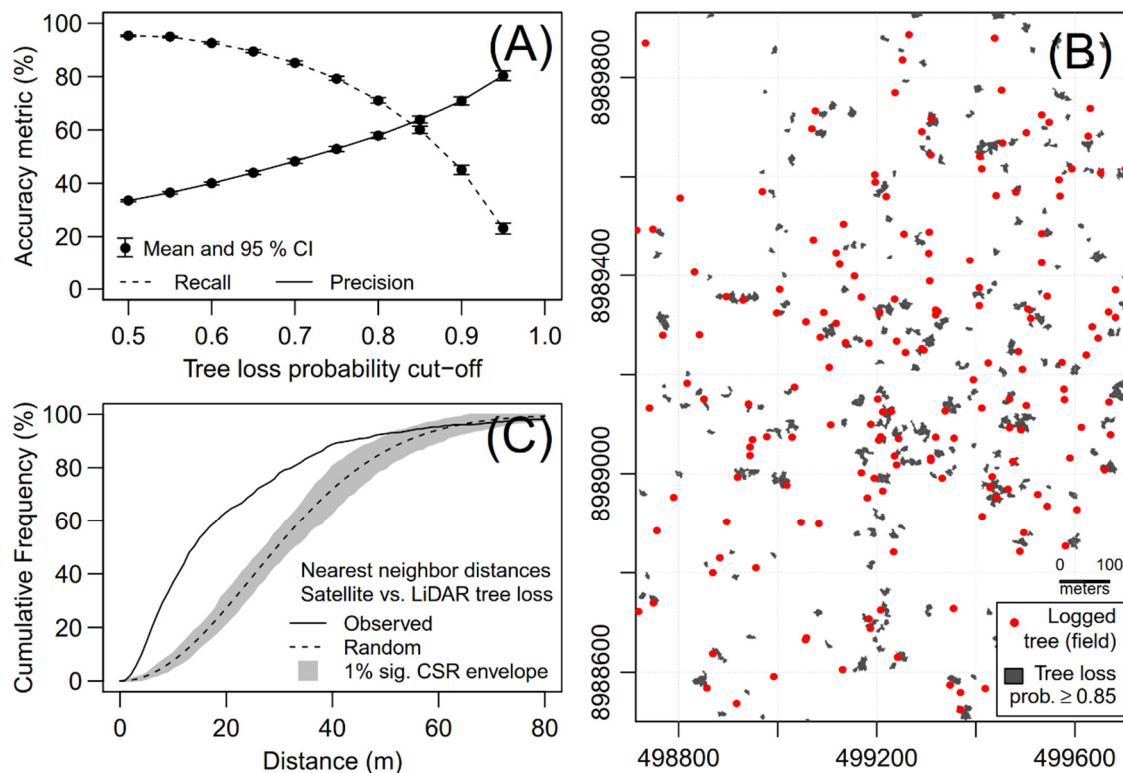 (A)
Accuracy metric (%)
100
80
60
40
20
0
Mean and 95 % CI
Recall
Precision
0.5
0.6
0.7
0.8
0.9
1.0
Tree loss probability cut−off
(C)
Cumulative Frequency (%)
100
80
60
40
20
0
Nearest neighbor distances
Satellite vs. LiDAR tree loss
Observed
Random
1% sig. CSR envelope
0
20
40
60
80
Distance (m)
(B)
8989800
8989400
8989000
8988600
0 100
meters
Logged
tree (field)
Tree loss
prob. ≥ 0.85
498800
499200
499600